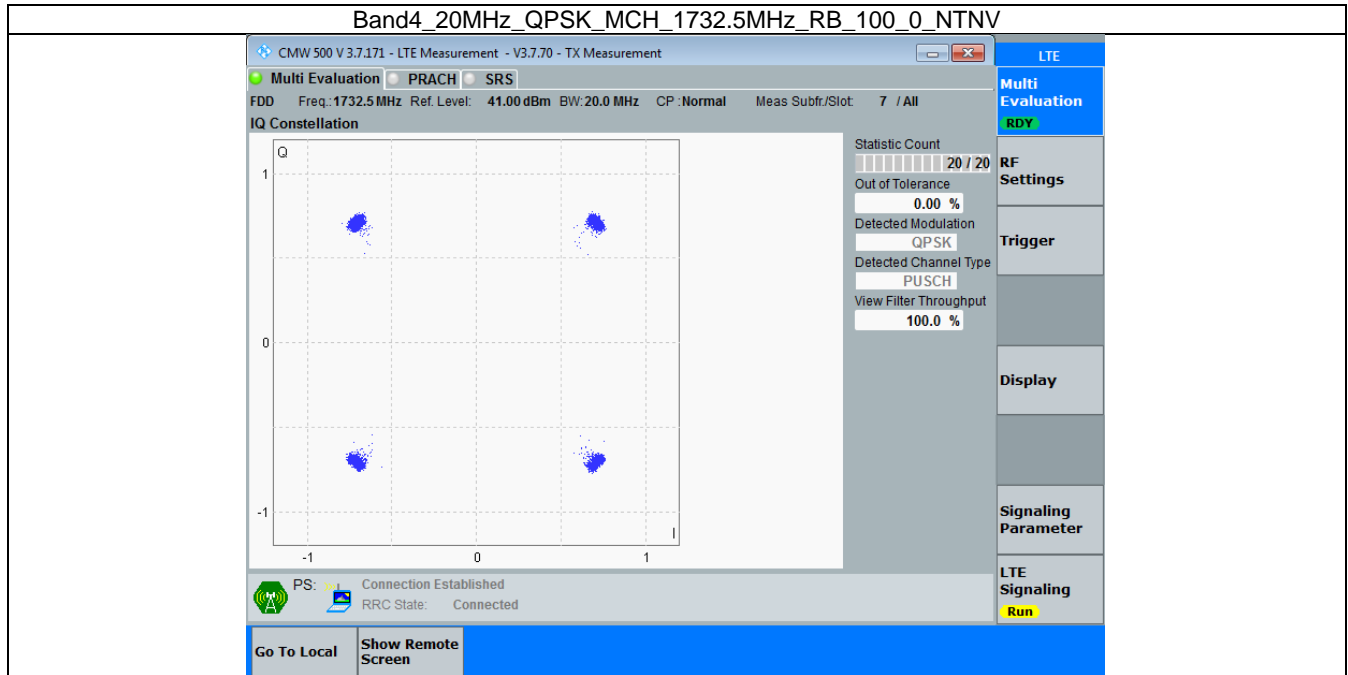 Band4_20MHz_QPSK_MCH_1732.5MHz_RB_100_0_NTNV
CMW 500 V 3.7.171 - LTE Measurement - V3.7.70 - TX Measurement
LTE
Multi Evaluation PRACH SRS
FDD Freq.:1732.5 MHz Ref. Level: 41.00 dBm BW:20.0 MHz CP :Normal Meas Subfr./Slot: 7 / All
IQ Constellation
Q
1
0
-1
I
-1 0 1
Statistic Count
20 / 20
Out of Tolerance
0.00 %
Detected Modulation
QPSK
Detected Channel Type
PUSCH
View Filter Throughput
100.0 %
Multi
Evaluation
RDY
RF
Settings
Trigger
Display
Signaling
Parameter
LTE
Signaling
Run
PS: Connection Established
RRC State: Connected
Go To Local
Show Remote
Screen